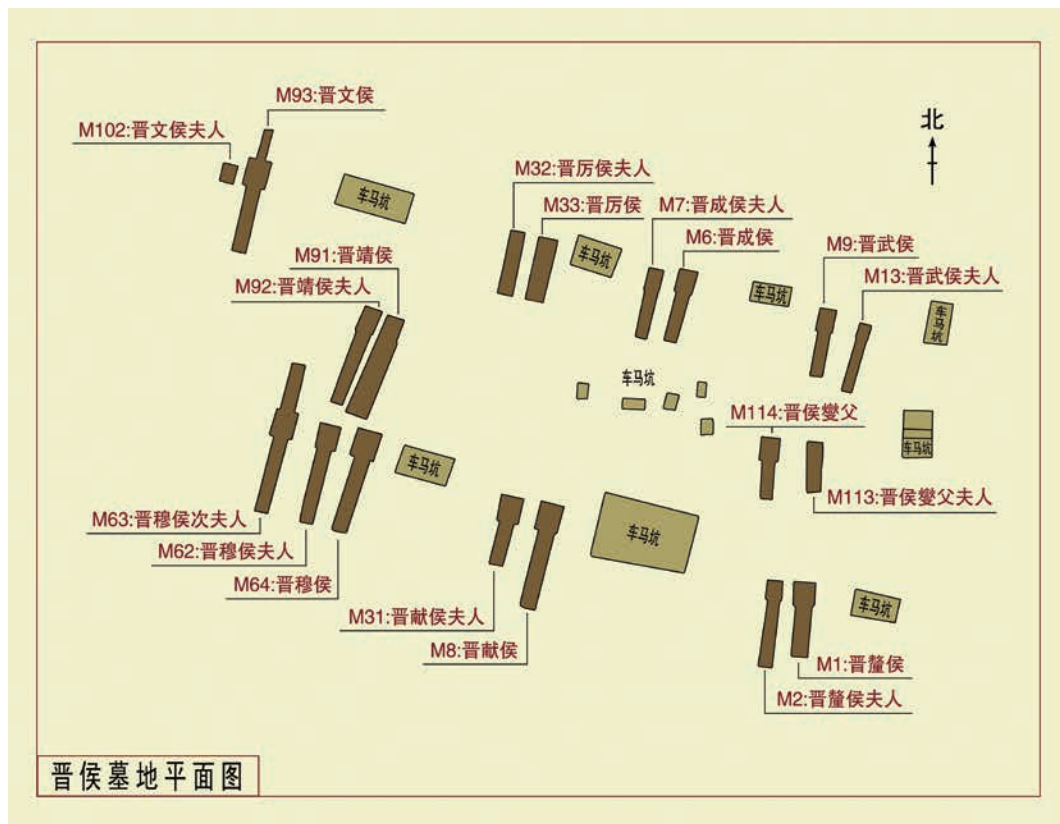 M93:晋文侯
M102:晋文侯夫人
北
车马坑
M32:晋厉侯夫人
M33:晋厉侯
M7:晋成侯夫人
M6:晋成侯
M91:晋靖侯
M92:晋靖侯夫人
车马坑
M9:晋武侯
M13:晋武侯夫人
车马坑
车马坑
车马坑
M114:晋侯燮父
车马坑
车马坑
M113:晋侯燮父夫人
M63:晋穆侯次夫人
M62:晋穆侯夫人
M64:晋穆侯
车马坑
M31:晋献侯夫人
M8:晋献侯
车马坑
M1:晋釐侯
M2:晋釐侯夫人
晋侯墓地平面图